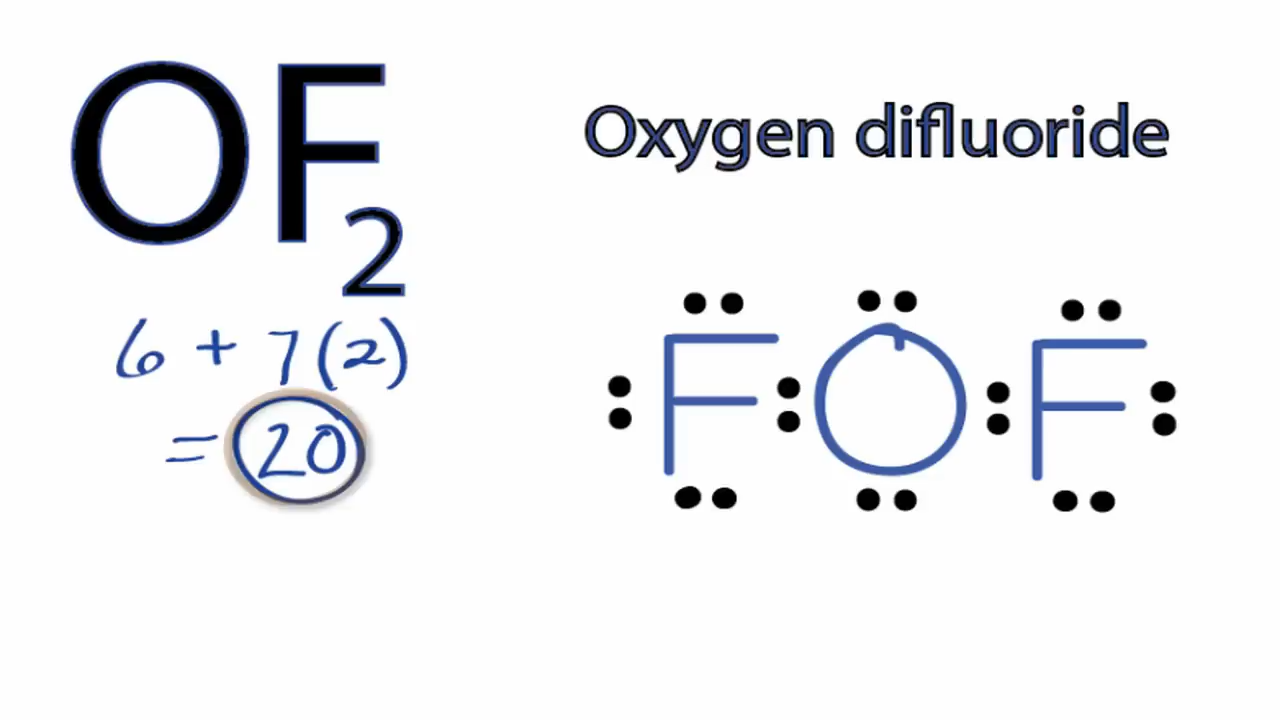 OF₂
Oxygen difluoride
6 + 7(2)
= 20
F O F